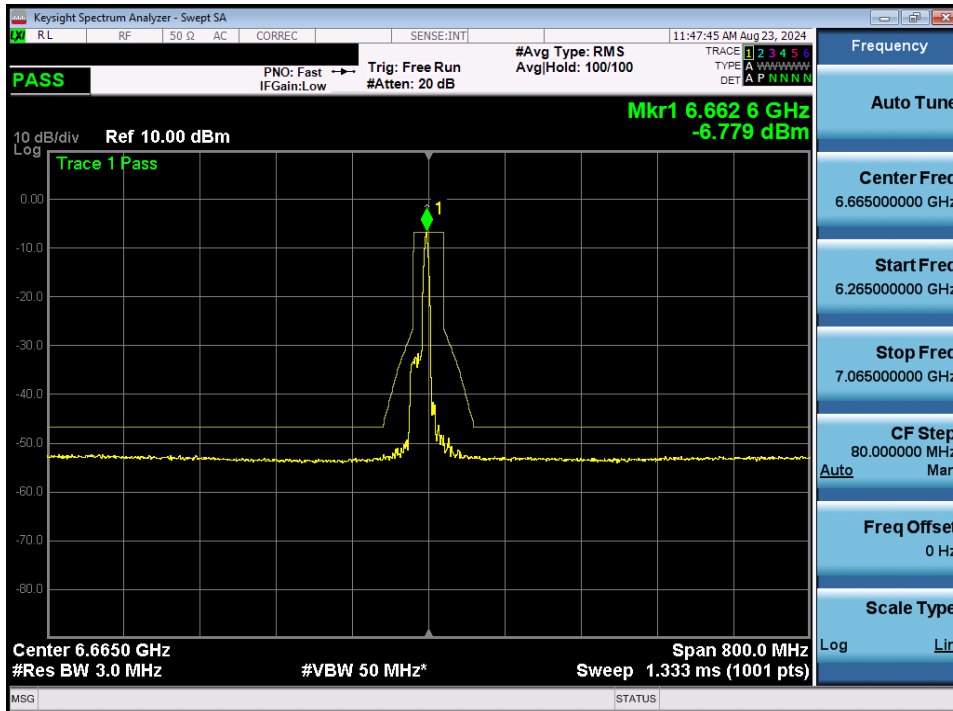 Keysight Spectrum Analyzer - Swept SA
LXI RL RF 50 Ω AC CORREC SENSE:INT 11:47:45 AM Aug 23, 2024
PASS
PNO: Fast
IFGain:Low
Trig: Free Run
#Atten: 20 dB
#Avg Type: RMS
Avg|Hold: 100/100
TRACE 1 2 3 4 5 6
TYPE A WWWWW
DET A P N N N N
Mkr1 6.662 6 GHz
-6.779 dBm
10 dB/div Ref 10.00 dBm
Log
Trace 1 Pass
1
0.00
-10.0
-20.0
-30.0
-40.0
-50.0
-60.0
-70.0
-80.0
Center 6.6650 GHz Span 800.0 MHz
#Res BW 3.0 MHz #VBW 50 MHz* Sweep 1.333 ms (1001 pts)
MSG STATUS
Frequency
Auto Tune
Center Freq
6.665000000 GHz
Start Freq
6.265000000 GHz
Stop Freq
7.065000000 GHz
CF Step
80.000000 MHz
Auto Man
Freq Offset
0 Hz
Scale Type
Log Lin